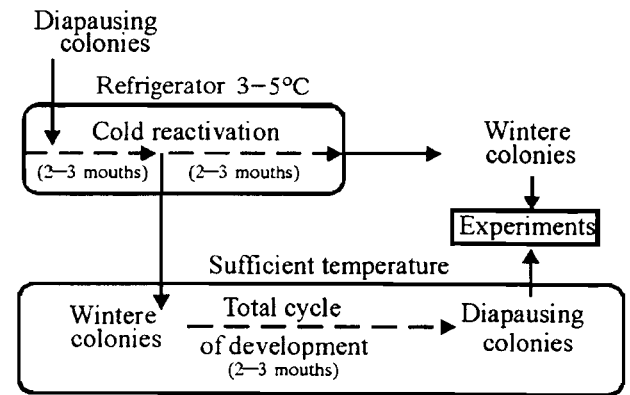 Diapausing
colonies
Refrigerator 3–5°C
Cold reactivation
(2–3 mouths) (2–3 mouths)
Wintere
colonies
Experiments
Sufficient temperature
Wintere
colonies
Total cycle
of development
(2–3 mouths)
Diapausing
colonies